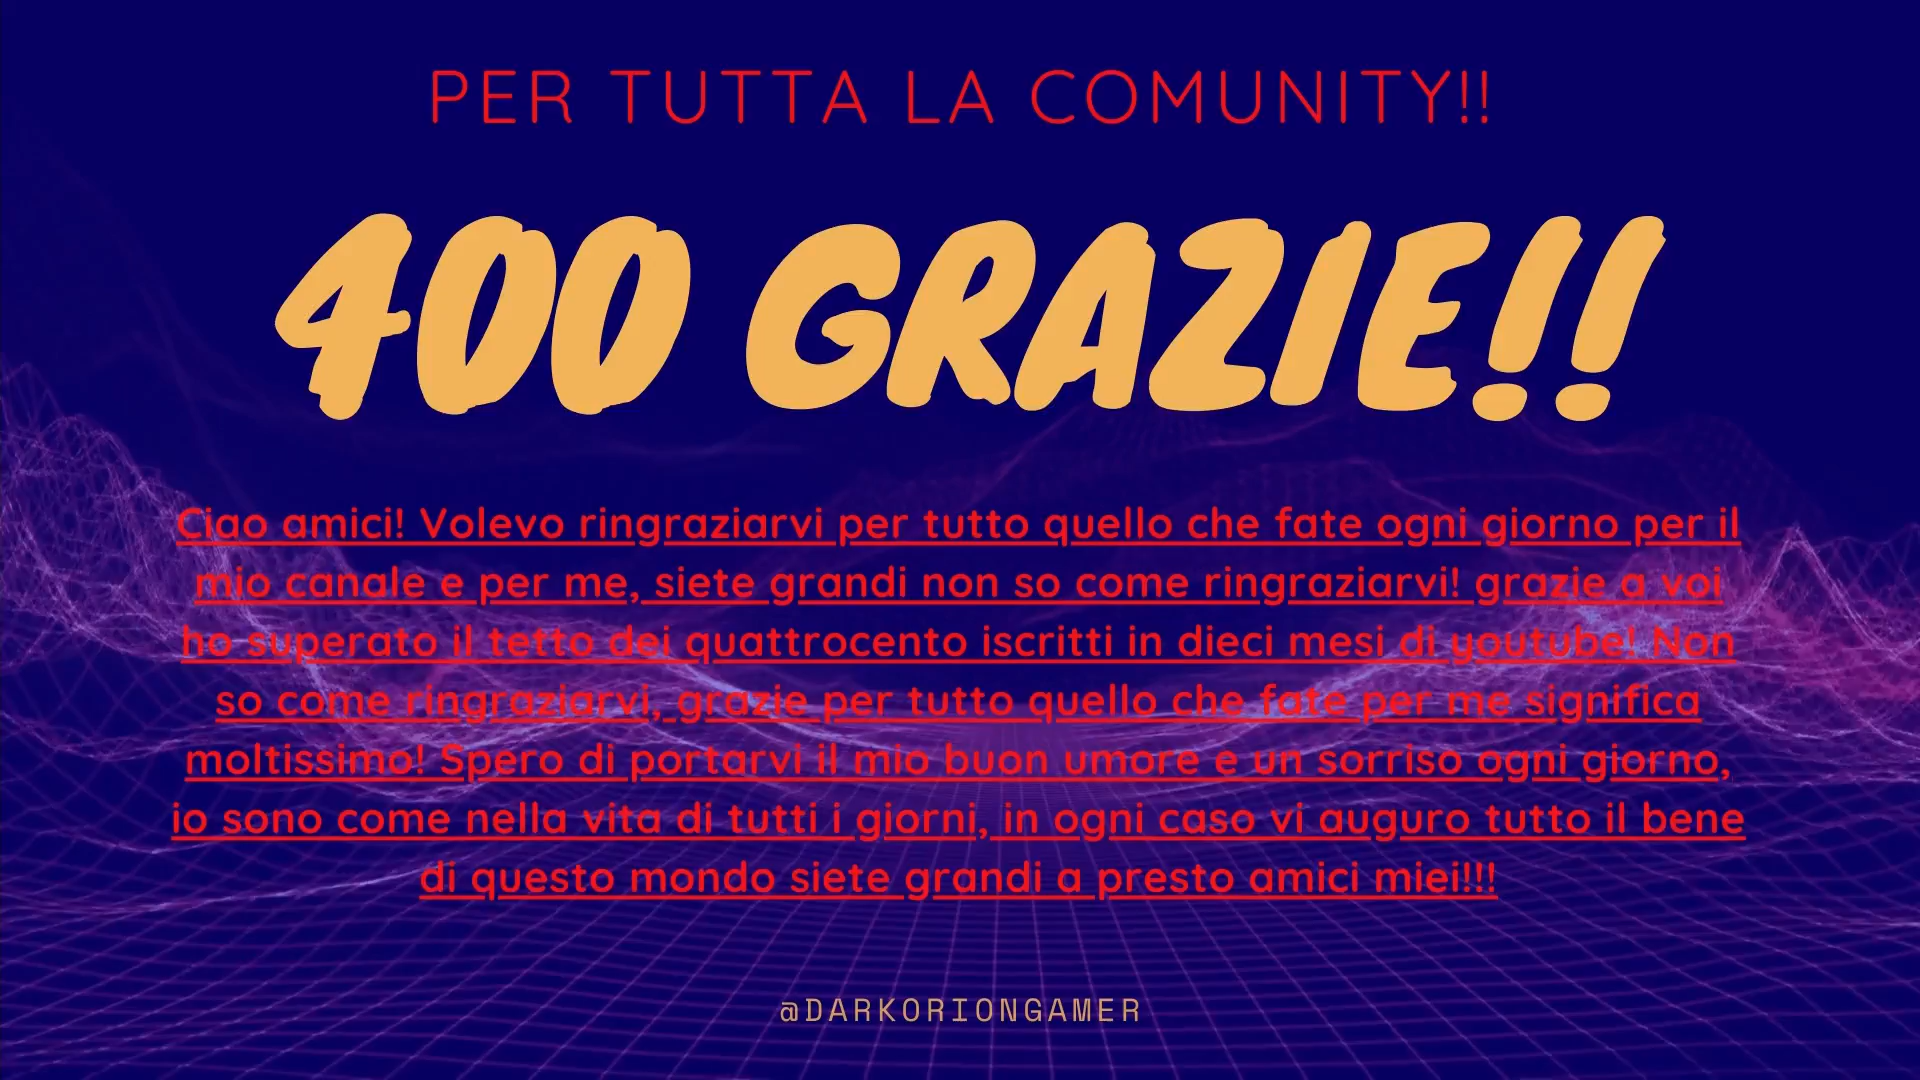 PER TUTTA LA COMUNITY!!
400 GRAZIE!!
Ciao amici! Volevo ringraziarvi per tutto quello che fate ogni giorno per il
mio canale e per me, siete grandi non so come ringraziarvi! grazie a voi
ho superato il tetto dei quattrocento iscritti in dieci mesi di youtube! Non
so come ringraziarvi, grazie per tutto quello che fate per me significa
moltissimo! Spero di portarvi il mio buon umore e un sorriso ogni giorno,
io sono come nella vita di tutti i giorni, in ogni caso vi auguro tutto il bene
di questo mondo siete grandi a presto amici miei!!!
@DARKORIONGAMER